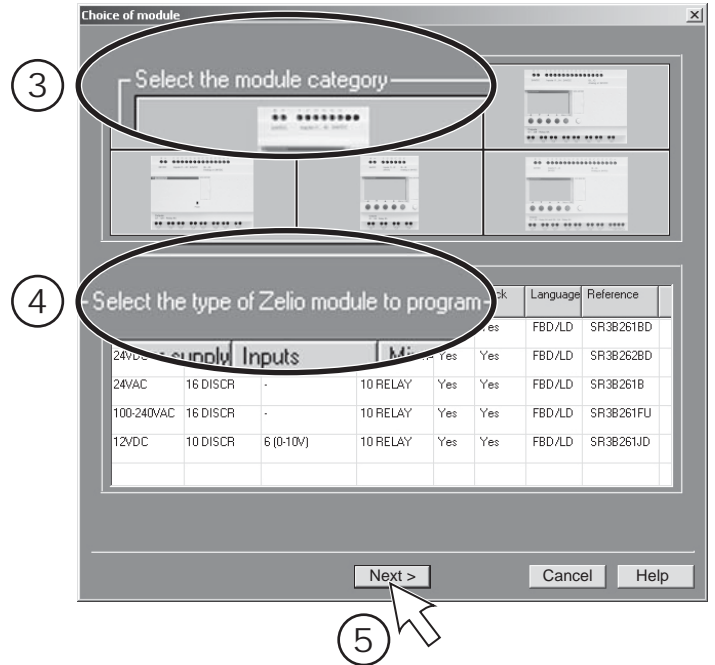 Choice of module
3
Select the module category
4
Select the type of Zelio module to program
Language Reference
supply Inputs
Yes FBD/LD SR3B261BD
24VDC Yes Yes FBD/LD SR3B262BD
24VAC 16 DISCR - 10 RELAY Yes Yes FBD/LD SR3B261B
100-240VAC 16 DISCR - 10 RELAY Yes Yes FBD/LD SR3B261FU
12VDC 10 DISCR 6 (0-10V) 10 RELAY Yes Yes FBD/LD SR3B261JD
Next > Cancel Help
5